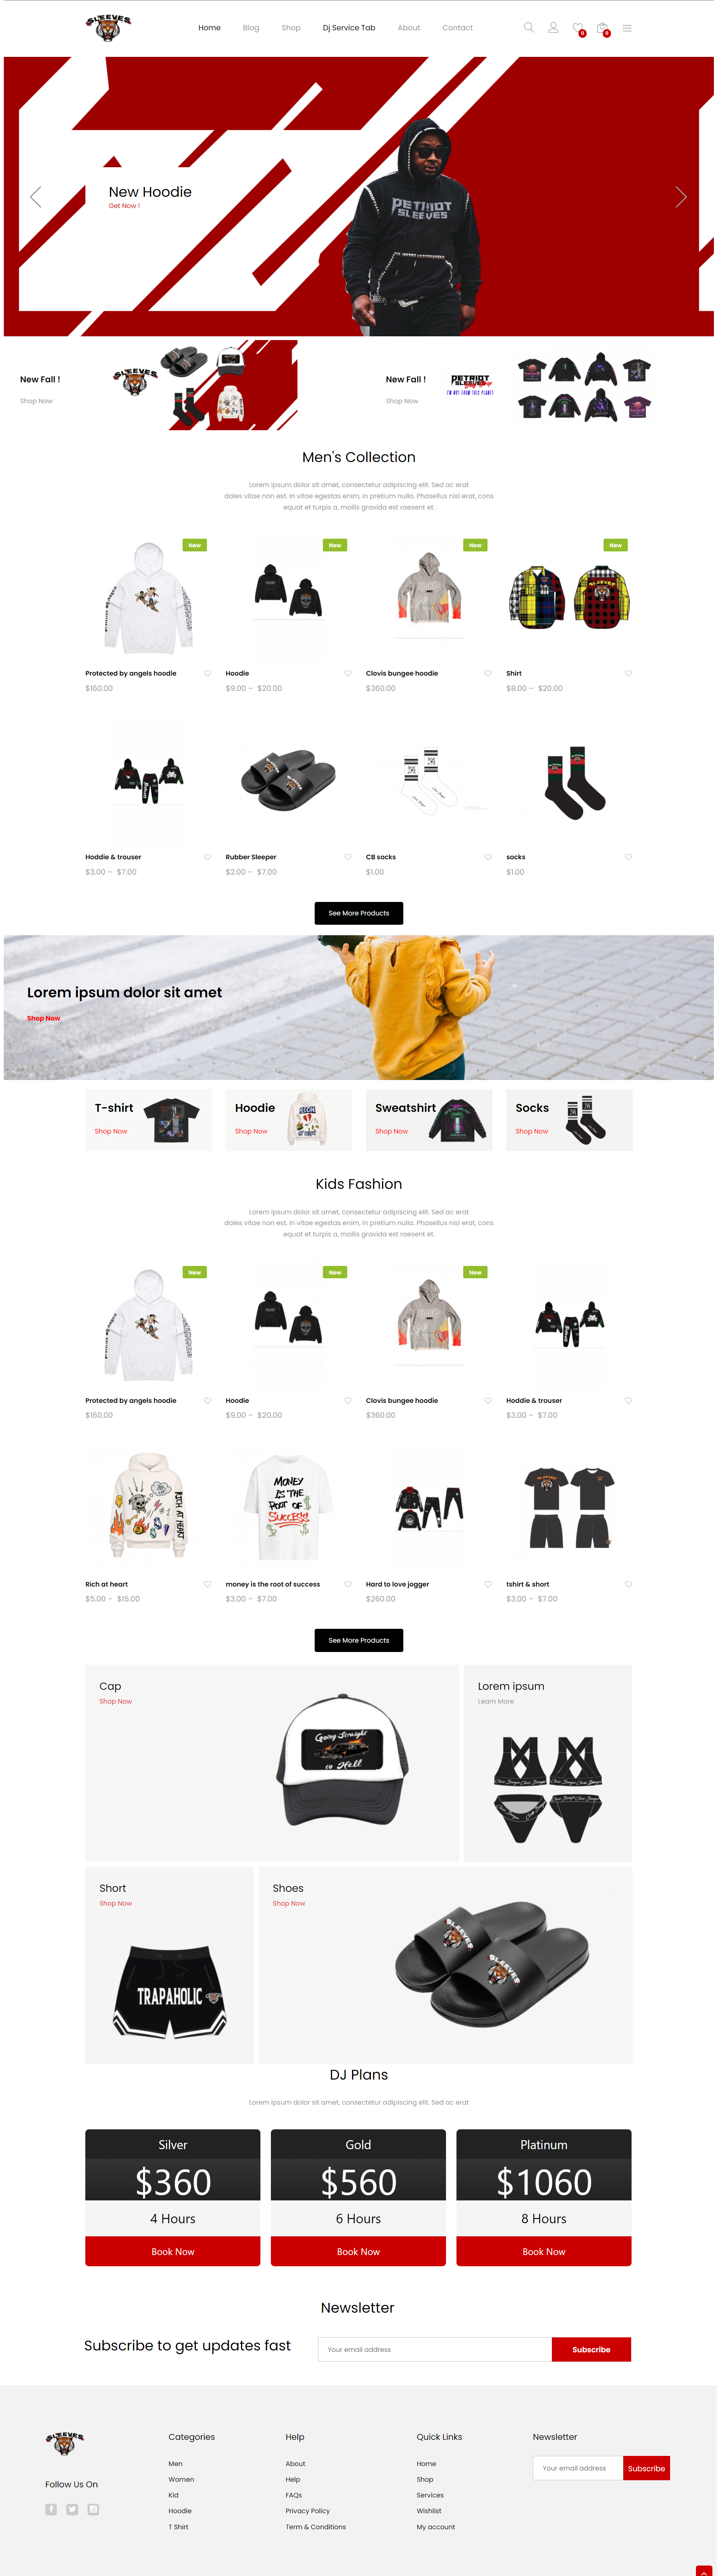 SLEEVES
Home
Blog
Shop
Dj Service Tab
About
Contact
0
0
New Hoodie
Get Now !
PETRIOT
SLEEVES
New Fall !
Shop Now
SLEEVES
New Fall !
Shop Now
PETRIOT
SLEEVES
I'M NOT FROM THIS PLANET
Men's Collection
Lorem ipsum dolor sit amet, consectetur adipiscing elit. Sed ac erat
dales vitae non est. In vitae egestas enim, in pretium nulla. Phasellus nisl erat, cons
equat et turpis a, mollis gravida est raesent et.
New
New
New
New
Protected by angels hoodie
Hoodie
Clovis bungee hoodie
Shirt
$160.00
$9.00 – $20.00
$360.00
$8.00 – $20.00
Hoddie & trouser
Rubber Sleeper
CB socks
socks
$3.00 – $7.00
$2.00 – $7.00
$1.00
$1.00
See More Products
Lorem ipsum dolor sit amet
Shop Now
T-shirt
Shop Now
Hoodie
Shop Now
Sweatshirt
Shop Now
Socks
Shop Now
Kids Fashion
Lorem ipsum dolor sit amet, consectetur adipiscing elit. Sed ac erat
dales vitae non est. In vitae egestas enim, in pretium nulla. Phasellus nisl erat, cons
equat et turpis a, mollis gravida est raesent et.
New
New
New
Protected by angels hoodie
Hoodie
Clovis bungee hoodie
Hoddie & trouser
$160.00
$9.00 – $20.00
$360.00
$3.00 – $7.00
RICH AT HEART
MONEY
IS THE
ROOT OF
SUCCESS
Rich at heart
money is the root of success
Hard to love jogger
tshirt & short
$5.00 – $15.00
$3.00 – $7.00
$260.00
$3.00 – $7.00
See More Products
Cap
Shop Now
Going Straight
to Hell
Lorem ipsum
Learn More
Short
Shop Now
TRAPAHOLIC
Shoes
Shop Now
SLEEVES
SLEEVES
DJ Plans
Lorem ipsum dolor sit amet, consectetur adipiscing elit. Sed ac erat
Silver
$360
4 Hours
Book Now
Gold
$560
6 Hours
Book Now
Platinum
$1060
8 Hours
Book Now
Newsletter
Subscribe to get updates fast
Your email address
Subscribe
SLEEVES
Follow Us On
Categories
Men
Women
Kid
Hoodie
T Shirt
Help
About
Help
FAQs
Privacy Policy
Term & Conditions
Quick Links
Home
Shop
Services
Wishlist
My account
Newsletter
Your email address
Subscribe